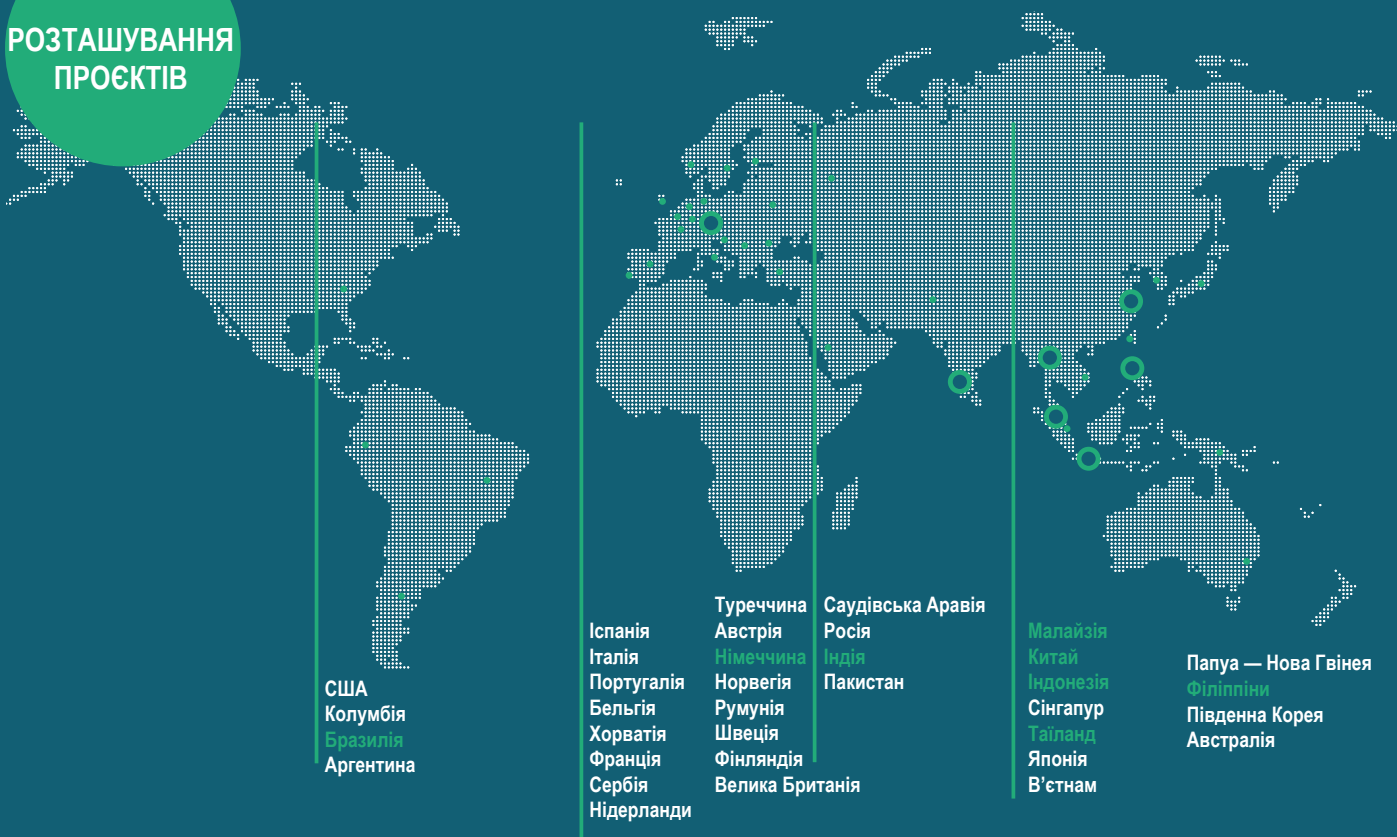 РОЗТАШУВАННЯ
ПРОЄКТІВ
США
Колумбія
Бразилія
Аргентина
Іспанія
Італія
Португалія
Бельгія
Хорватія
Франція
Сербія
Нідерланди
Туреччина
Австрія
Німеччина
Норвегія
Румунія
Швеція
Фінляндія
Велика Британія
Саудівська Аравія
Росія
Індія
Пакистан
Малайзія
Китай
Індонезія
Сінгапур
Таїланд
Японія
В’єтнам
Папуа — Нова Гвінея
Філіппіни
Південна Корея
Австралія